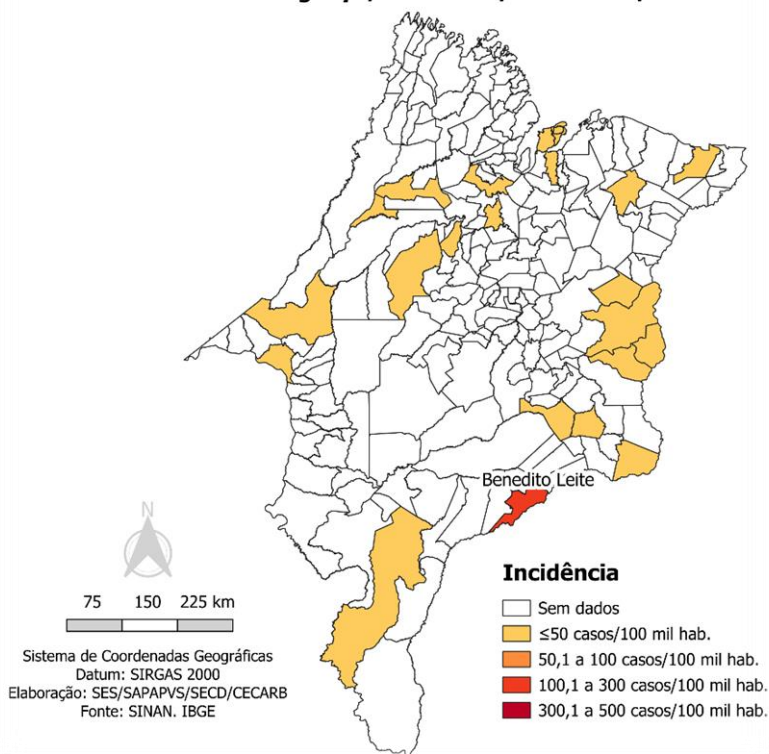 Benedito Leite
N
75 150 225 km
Sistema de Coordenadas Geográficas
Datum: SIRGAS 2000
Elaboração: SES/SAPAPVS/SECD/CECARB
Fonte: SINAN. IBGE
Incidência
Sem dados
≤50 casos/100 mil hab.
50,1 a 100 casos/100 mil hab.
100,1 a 300 casos/100 mil hab.
300,1 a 500 casos/100 mil hab.